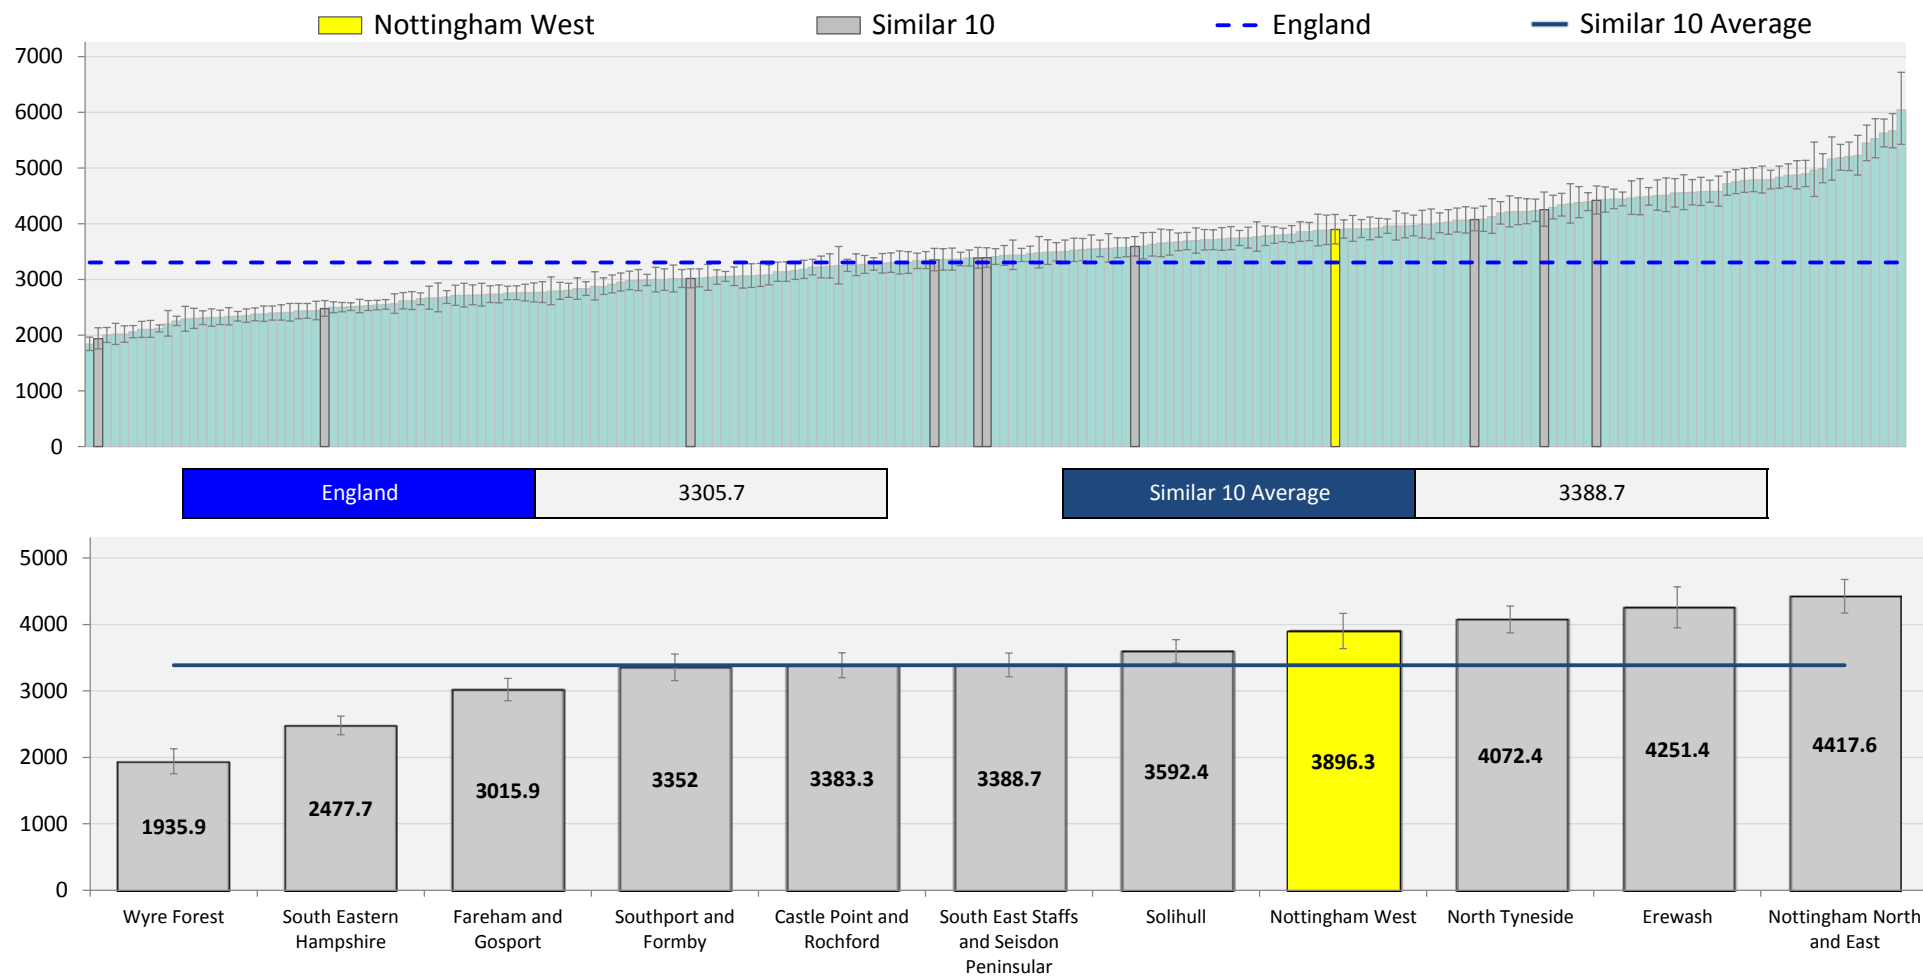 Nottingham West
Similar 10
England
Similar 10 Average
7000
6000
5000
4000
3000
2000
1000
0
England
3305.7
Similar 10 Average
3388.7
5000
4000
3000
2000
1000
0
1935.9
2477.7
3015.9
3352
3383.3
3388.7
3592.4
3896.3
4072.4
4251.4
4417.6
Wyre Forest
South Eastern
Hampshire
Fareham and
Gosport
Southport and
Formby
Castle Point and
Rochford
South East Staffs
and Seisdon
Peninsular
Solihull
Nottingham West
North Tyneside
Erewash
Nottingham North
and East